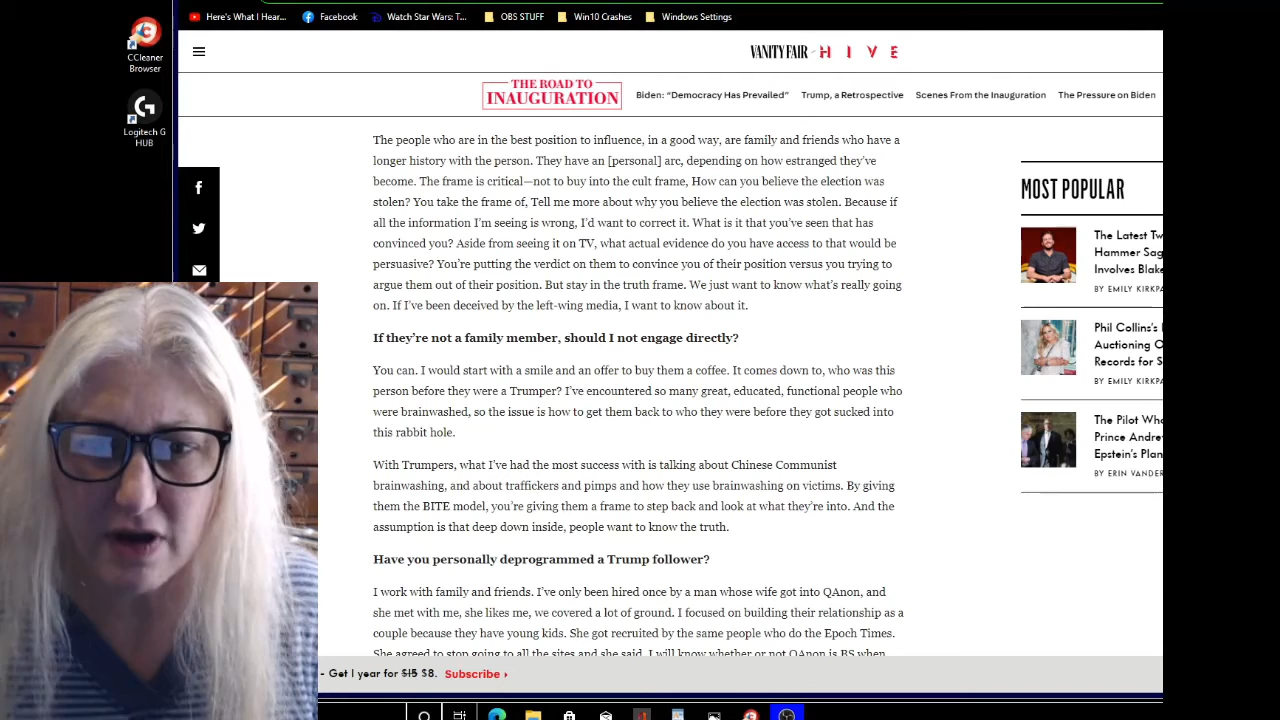 Here's What I Hear...
Facebook
Watch Star Wars: T...
OBS STUFF
Win10 Crashes
Windows Settings
CCleaner
Browser
Logitech G
HUB
VANITY FAIR
HIVE
THE ROAD TO
INAUGURATION
Biden: “Democracy Has Prevailed”
Trump, a Retrospective
Scenes From the Inauguration
The Pressure on Biden
The people who are in the best position to influence, in a good way, are family and friends who have a
longer history with the person. They have an [personal] arc, depending on how estranged they’ve
become. The frame is critical—not to buy into the cult frame, How can you believe the election was
stolen? You take the frame of, Tell me more about why you believe the election was stolen. Because if
all the information I’m seeing is wrong, I’d want to correct it. What is it that you’ve seen that has
convinced you? Aside from seeing it on TV, what actual evidence do you have access to that would be
persuasive? You’re putting the verdict on them to convince you of their position versus you trying to
argue them out of their position. But stay in the truth frame. We just want to know what’s really going
on. If I’ve been deceived by the left-wing media, I want to know about it.
If they’re not a family member, should I not engage directly?
You can. I would start with a smile and an offer to buy them a coffee. It comes down to, who was this
person before they were a Trumper? I’ve encountered so many great, educated, functional people who
were brainwashed, so the issue is how to get them back to who they were before they got sucked into
this rabbit hole.
With Trumpers, what I’ve had the most success with is talking about Chinese Communist
brainwashing, and about traffickers and pimps and how they use brainwashing on victims. By giving
them the BITE model, you’re giving them a frame to step back and look at what they’re into. And the
assumption is that deep down inside, people want to know the truth.
Have you personally deprogrammed a Trump follower?
I work with family and friends. I’ve only been hired once by a man whose wife got into QAnon, and
she met with me, she likes me, we covered a lot of ground. I focused on building their relationship as a
couple because they have young kids. She got recruited by the same people who do the Epoch Times.
She agreed to stop going to all the sites and she said, I will know whether or not QAnon is BS when
MOST POPULAR
The Latest Tw
Hammer Sag
Involves Blake
BY EMILY KIRKPA
Phil Collins’s
Auctioning O
Records for $
BY EMILY KIRKPA
The Pilot Who
Prince Andre
Epstein’s Plan
BY ERIN VANDER
- Get 1 year for $15 $8. Subscribe ›